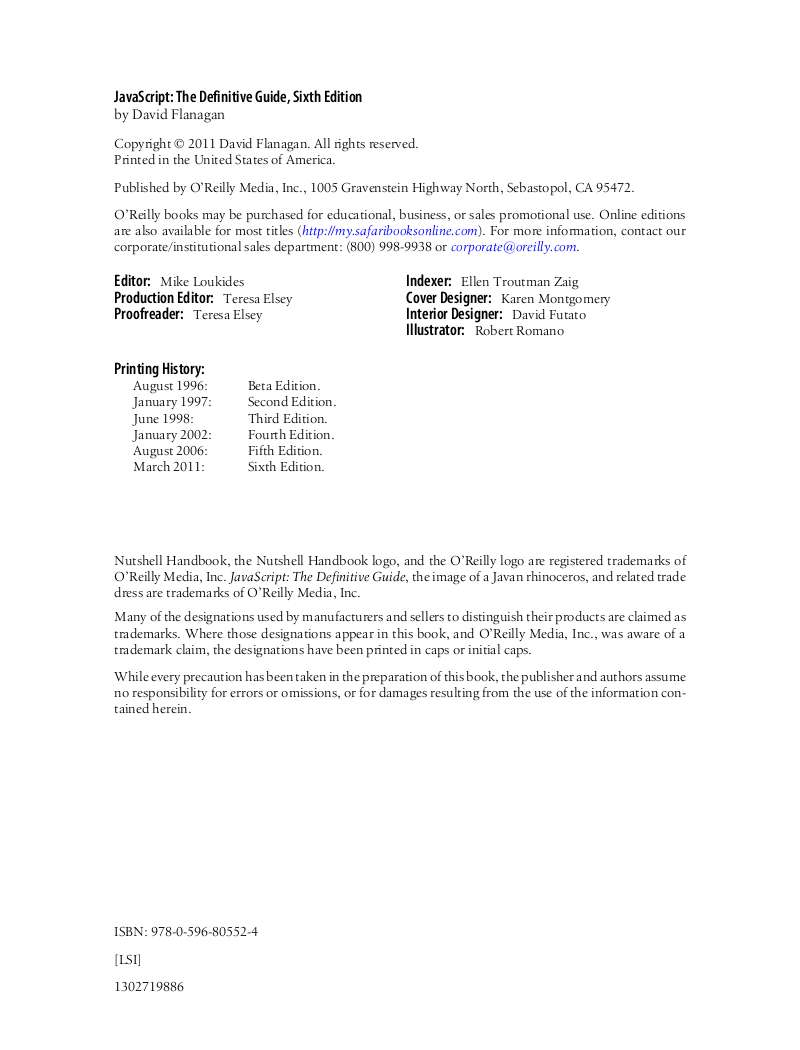 JavaScript: The Definitive Guide, Sixth Edition
by David Flanagan
Copyright © 2011 David Flanagan. All rights reserved.
Printed in the United States of America.
Published by O’Reilly Media, Inc., 1005 Gravenstein Highway North, Sebastopol, CA 95472.
O’Reilly books may be purchased for educational, business, or sales promotional use. Online editions
are also available for most titles (http://my.safaribooksonline.com). For more information, contact our
corporate/institutional sales department: (800) 998-9938 or corporate@oreilly.com.
Editor: Mike Loukides
Production Editor: Teresa Elsey
Proofreader: Teresa Elsey
Indexer: Ellen Troutman Zaig
Cover Designer: Karen Montgomery
Interior Designer: David Futato
Illustrator: Robert Romano
Printing History:
August 1996: Beta Edition.
January 1997: Second Edition.
June 1998: Third Edition.
January 2002: Fourth Edition.
August 2006: Fifth Edition.
March 2011: Sixth Edition.
Nutshell Handbook, the Nutshell Handbook logo, and the O’Reilly logo are registered trademarks of
O’Reilly Media, Inc. JavaScript: The Definitive Guide, the image of a Javan rhinoceros, and related trade
dress are trademarks of O’Reilly Media, Inc.
Many of the designations used by manufacturers and sellers to distinguish their products are claimed as
trademarks. Where those designations appear in this book, and O’Reilly Media, Inc., was aware of a
trademark claim, the designations have been printed in caps or initial caps.
While every precaution has been taken in the preparation of this book, the publisher and authors assume
no responsibility for errors or omissions, or for damages resulting from the use of the information con-
tained herein.
ISBN: 978-0-596-80552-4
[LSI]
1302719886